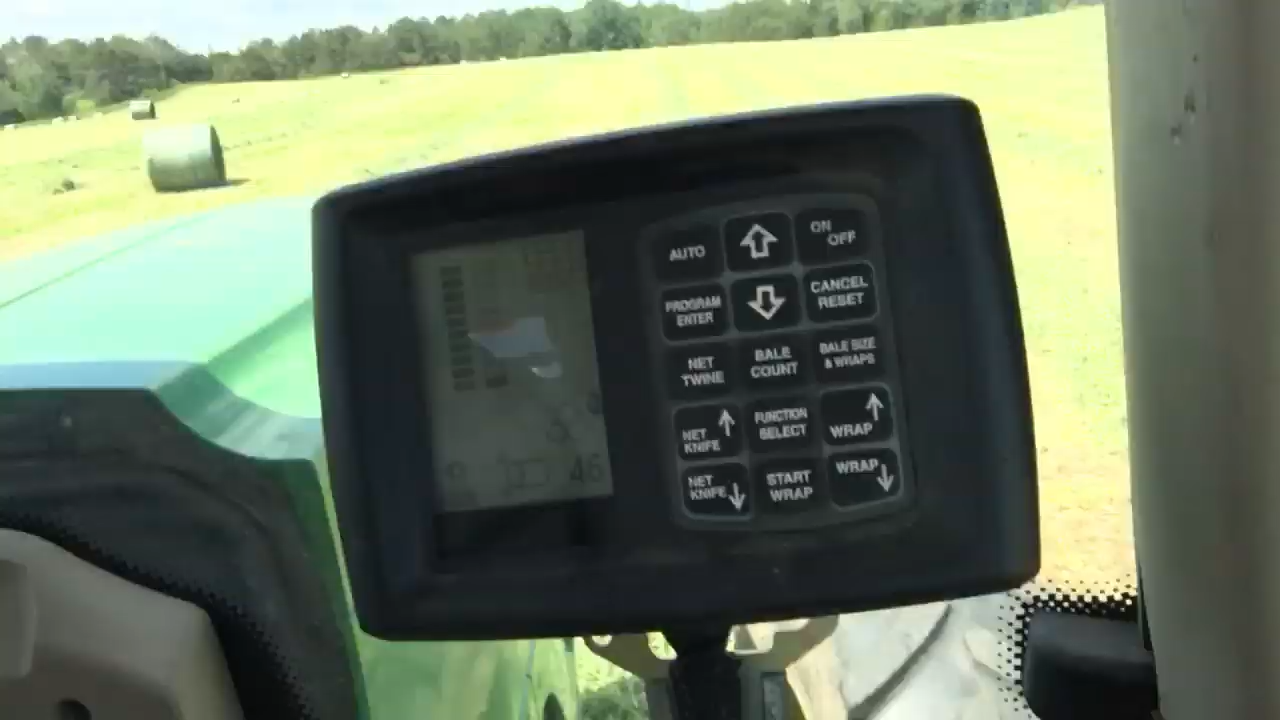 AUTO
ON
OFF
PROGRAM
ENTER
CANCEL
RESET
NET
TWINE
BALE
COUNT
BALE SIZE
& WRAPS
NET
KNIFE
FUNCTION
SELECT
WRAP
NET
KNIFE
START
WRAP
WRAP
46